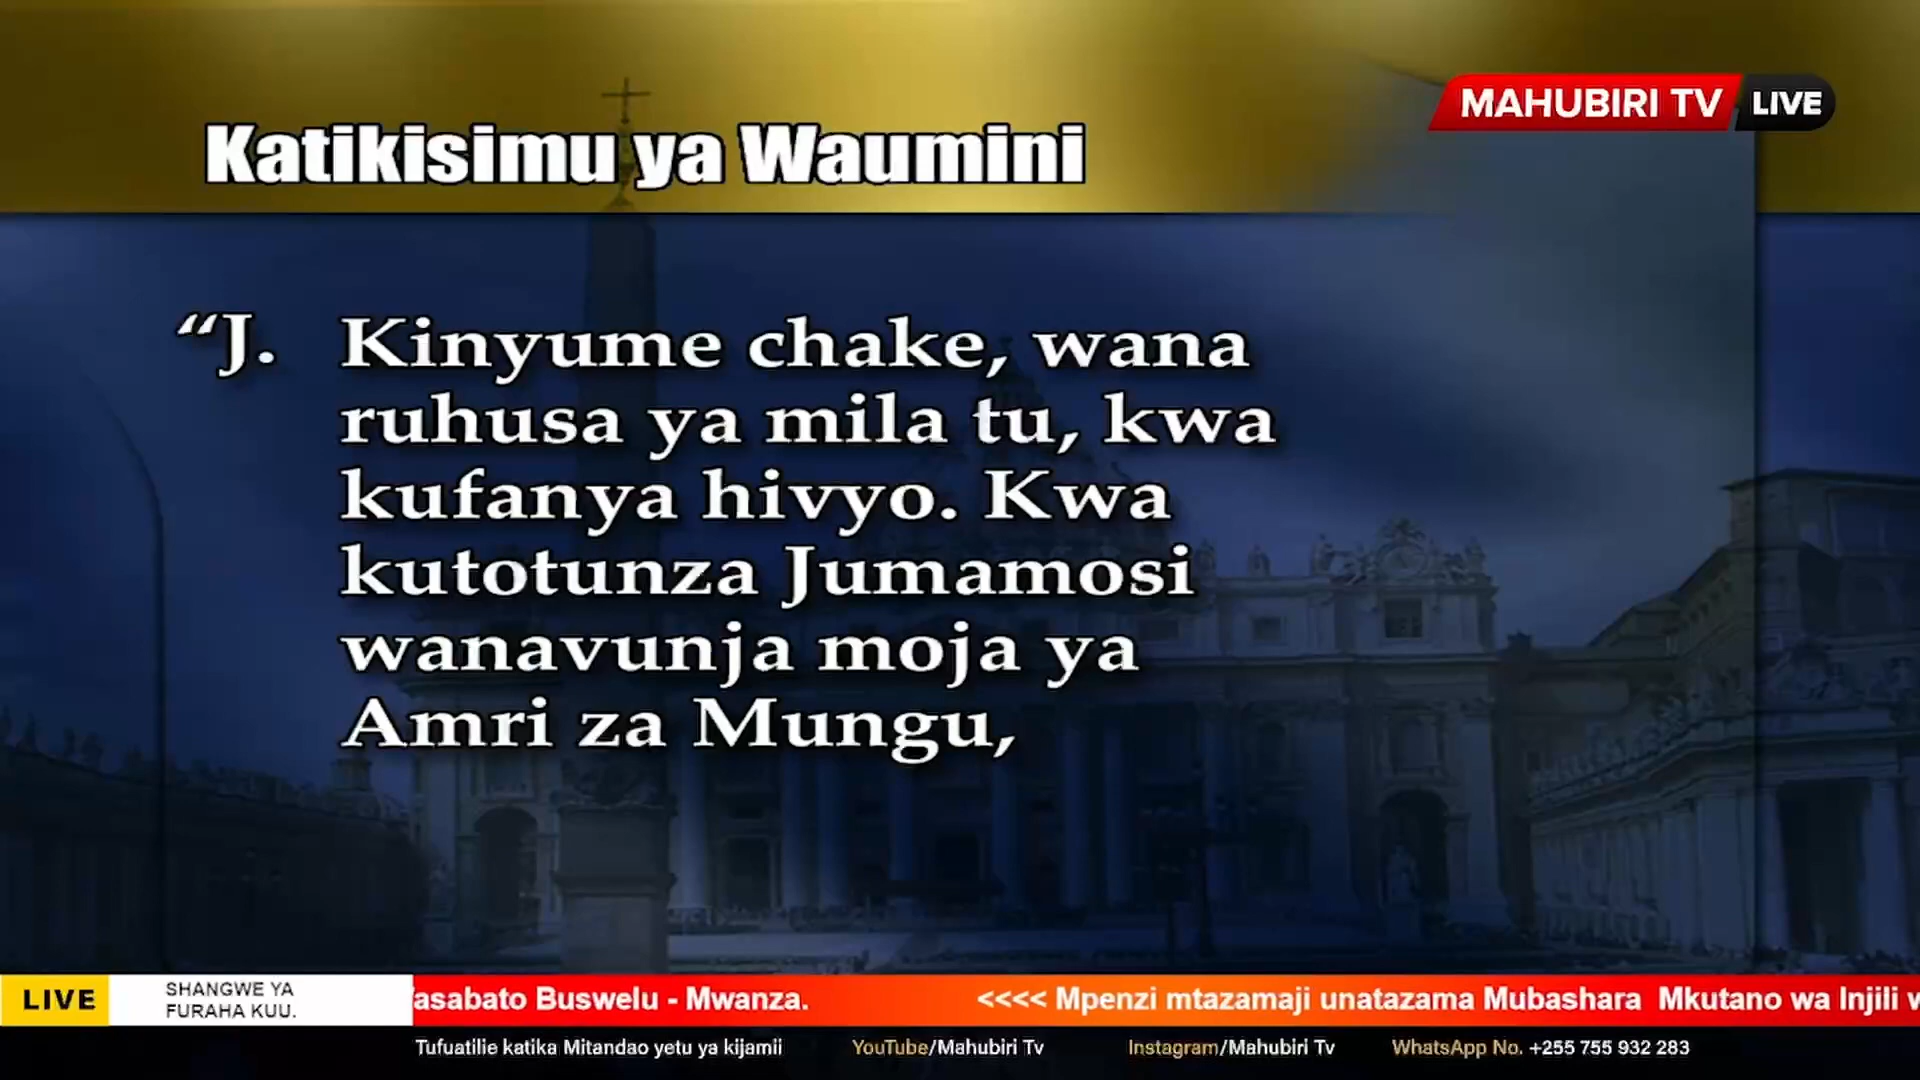 MAHUBIRI TV LIVE
Katikisimu ya Waumini
“J. Kinyume chake, wana
ruhusa ya mila tu, kwa
kufanya hivyo. Kwa
kutotunza Jumamosi
wanavunja moja ya
Amri za Mungu,
LIVE
SHANGWE YA
FURAHA KUU.
Buswelu - Mwanza. <<<< Mpenzi mtazamaji unatazama Mubashara Mkutano wa Injili
Tufuatilie katika Mitandao yetu ya kijamii YouTube/Mahubiri Tv Instagram/Mahubiri Tv WhatsApp No. +255 755 932 283